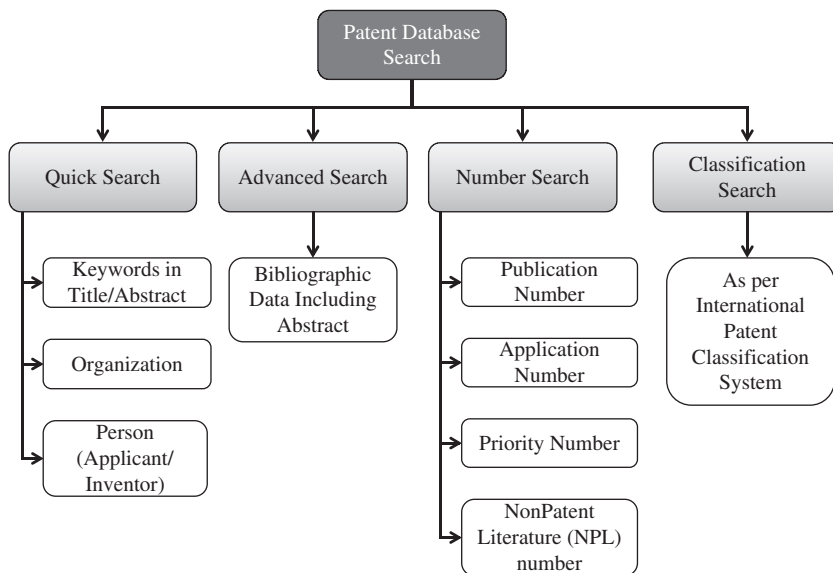 Patent Database
Search
Quick Search
Advanced Search
Number Search
Classification
Search
Keywords in
Title/Abstract
Organization
Person
(Applicant/
Inventor)
Bibliographic
Data Including
Abstract
Publication
Number
Application
Number
Priority Number
NonPatent
Literature (NPL)
number
As per
International
Patent
Classification
System